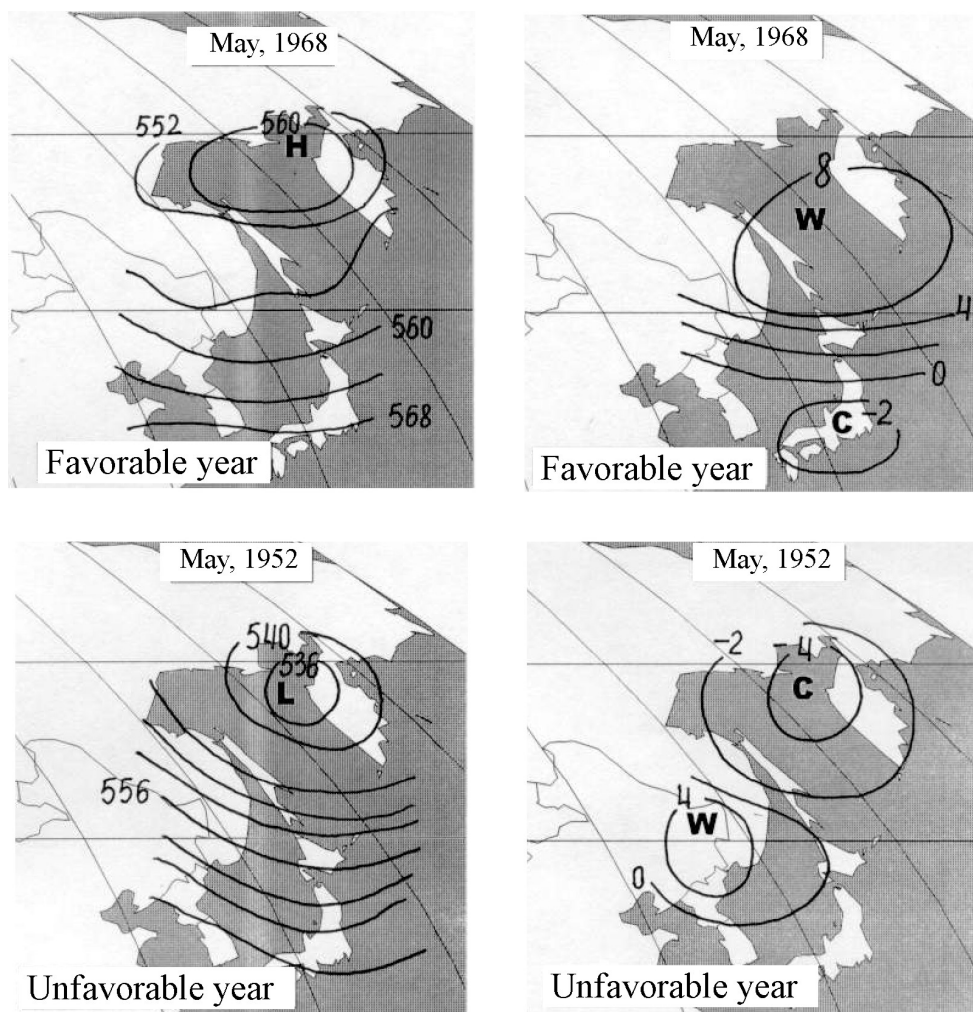 May, 1968
552
560
H
560
568
Favorable year
May, 1968
8
W
4
0
C
-2
Favorable year
May, 1952
540
536
L
556
Unfavorable year
May, 1952
-2
-4
C
4
W
0
Unfavorable year